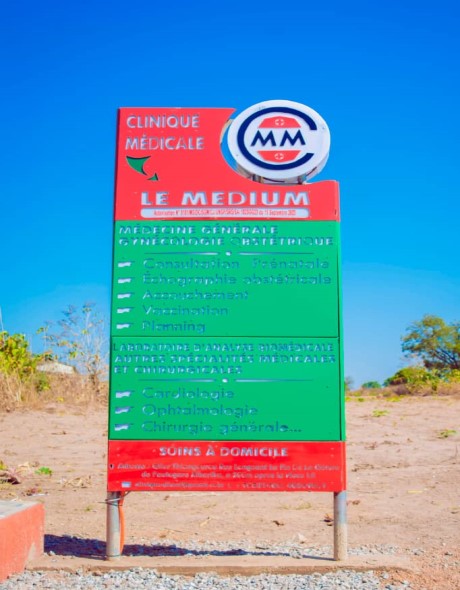 CLINIQUE
MÉDICALE
MM
LE MEDIUM
MÉDECINE GÉNÉRALE
GYNÉCOLOGIE OBSTÉTRIQUE
Consultation Prénatale
Échographie obstétricale
Accouchement
Vaccination
Planning
LABORATOIRE D'ANALYSE BIOMÉDICALE
AUTRES SPÉCIALITÉS MÉDICALES
ET CHIRURGICALES
Cardiologie
Ophtalmologie
Chirurgie générale...
SOINS À DOMICILE